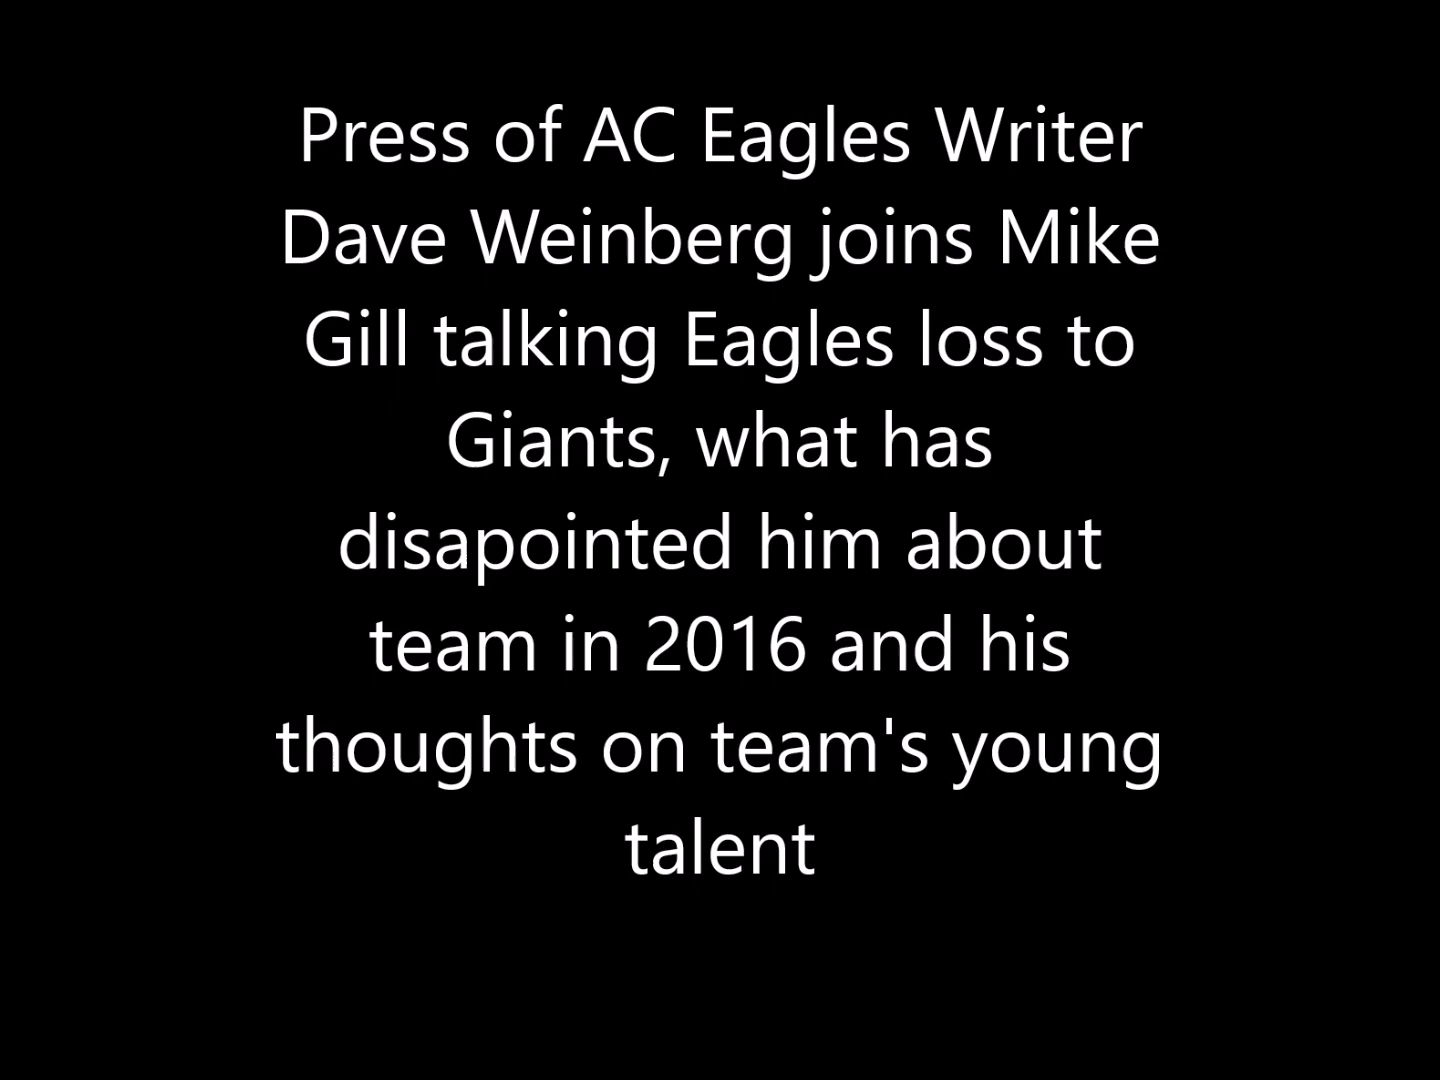 Press of AC Eagles Writer
Dave Weinberg joins Mike
Gill talking Eagles loss to
Giants, what has
disapointed him about
team in 2016 and his
thoughts on team's young
talent